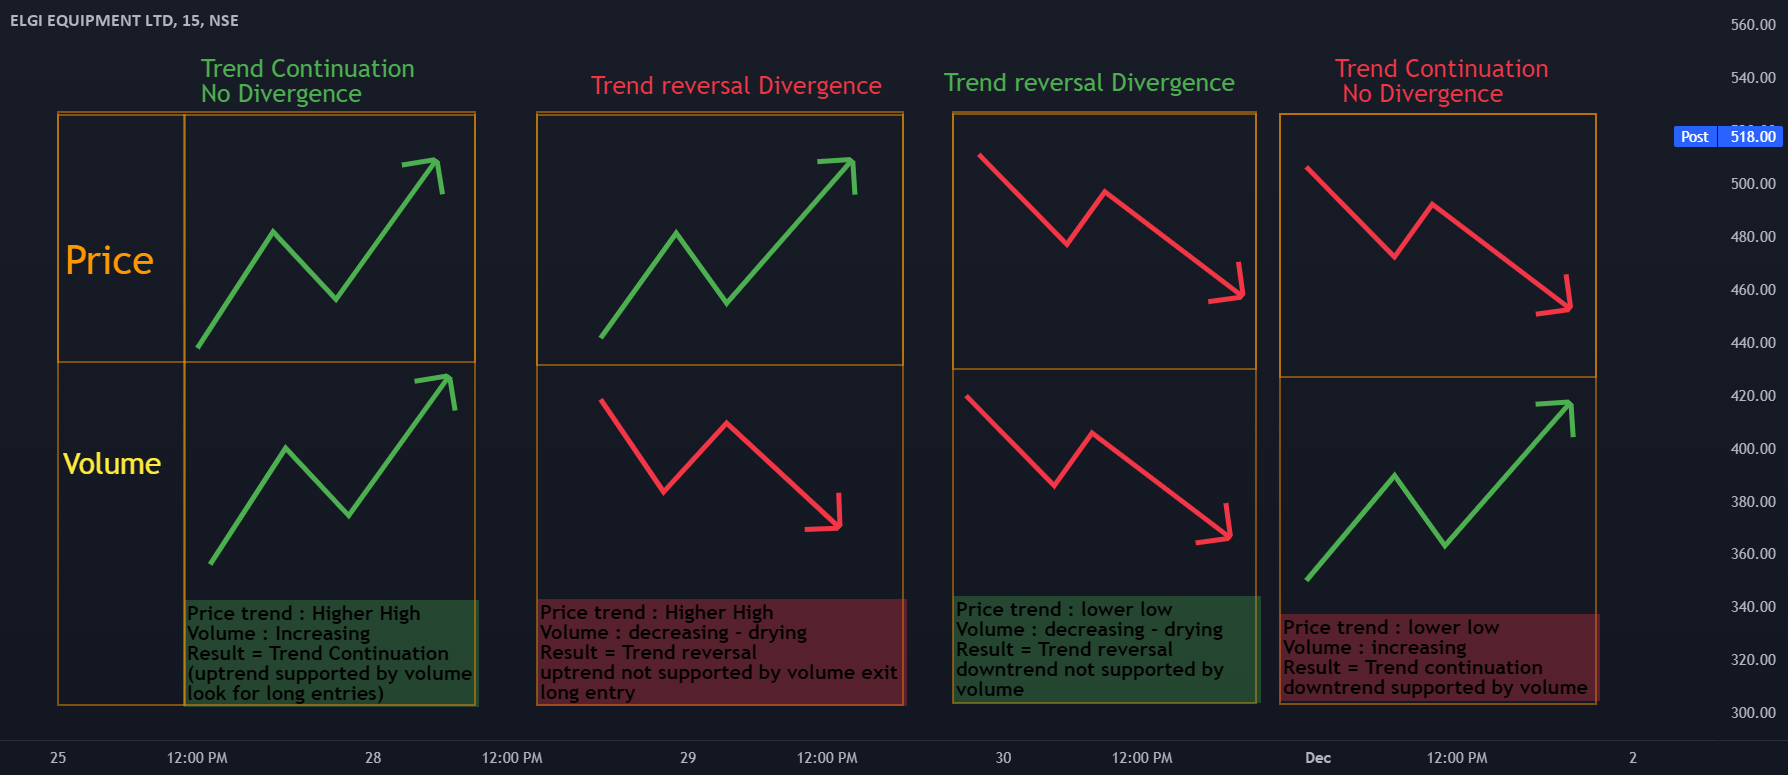 ELGI EQUIPMENT LTD, 15, NSE
Trend Continuation
No Divergence
Trend reversal Divergence
Trend reversal Divergence
Trend Continuation
No Divergence
Price
Volume
Price trend : Higher High
Volume : Increasing
Result = Trend Continuation
(uptrend supported by volume
look for long entries)
Price trend : Higher High
Volume : decreasing - drying
Result = Trend reversal
uptrend not supported by volume exit
long entry
Price trend : lower low
Volume : decreasing - drying
Result = Trend reversal
downtrend not supported by
volume
Price trend : lower low
Volume : increasing
Result = Trend continuation
downtrend supported by volume
560.00
540.00
Post 518.00
500.00
480.00
460.00
440.00
420.00
400.00
380.00
360.00
340.00
320.00
300.00
25 12:00 PM 28 12:00 PM 29 12:00 PM 30 12:00 PM Dec 12:00 PM 2